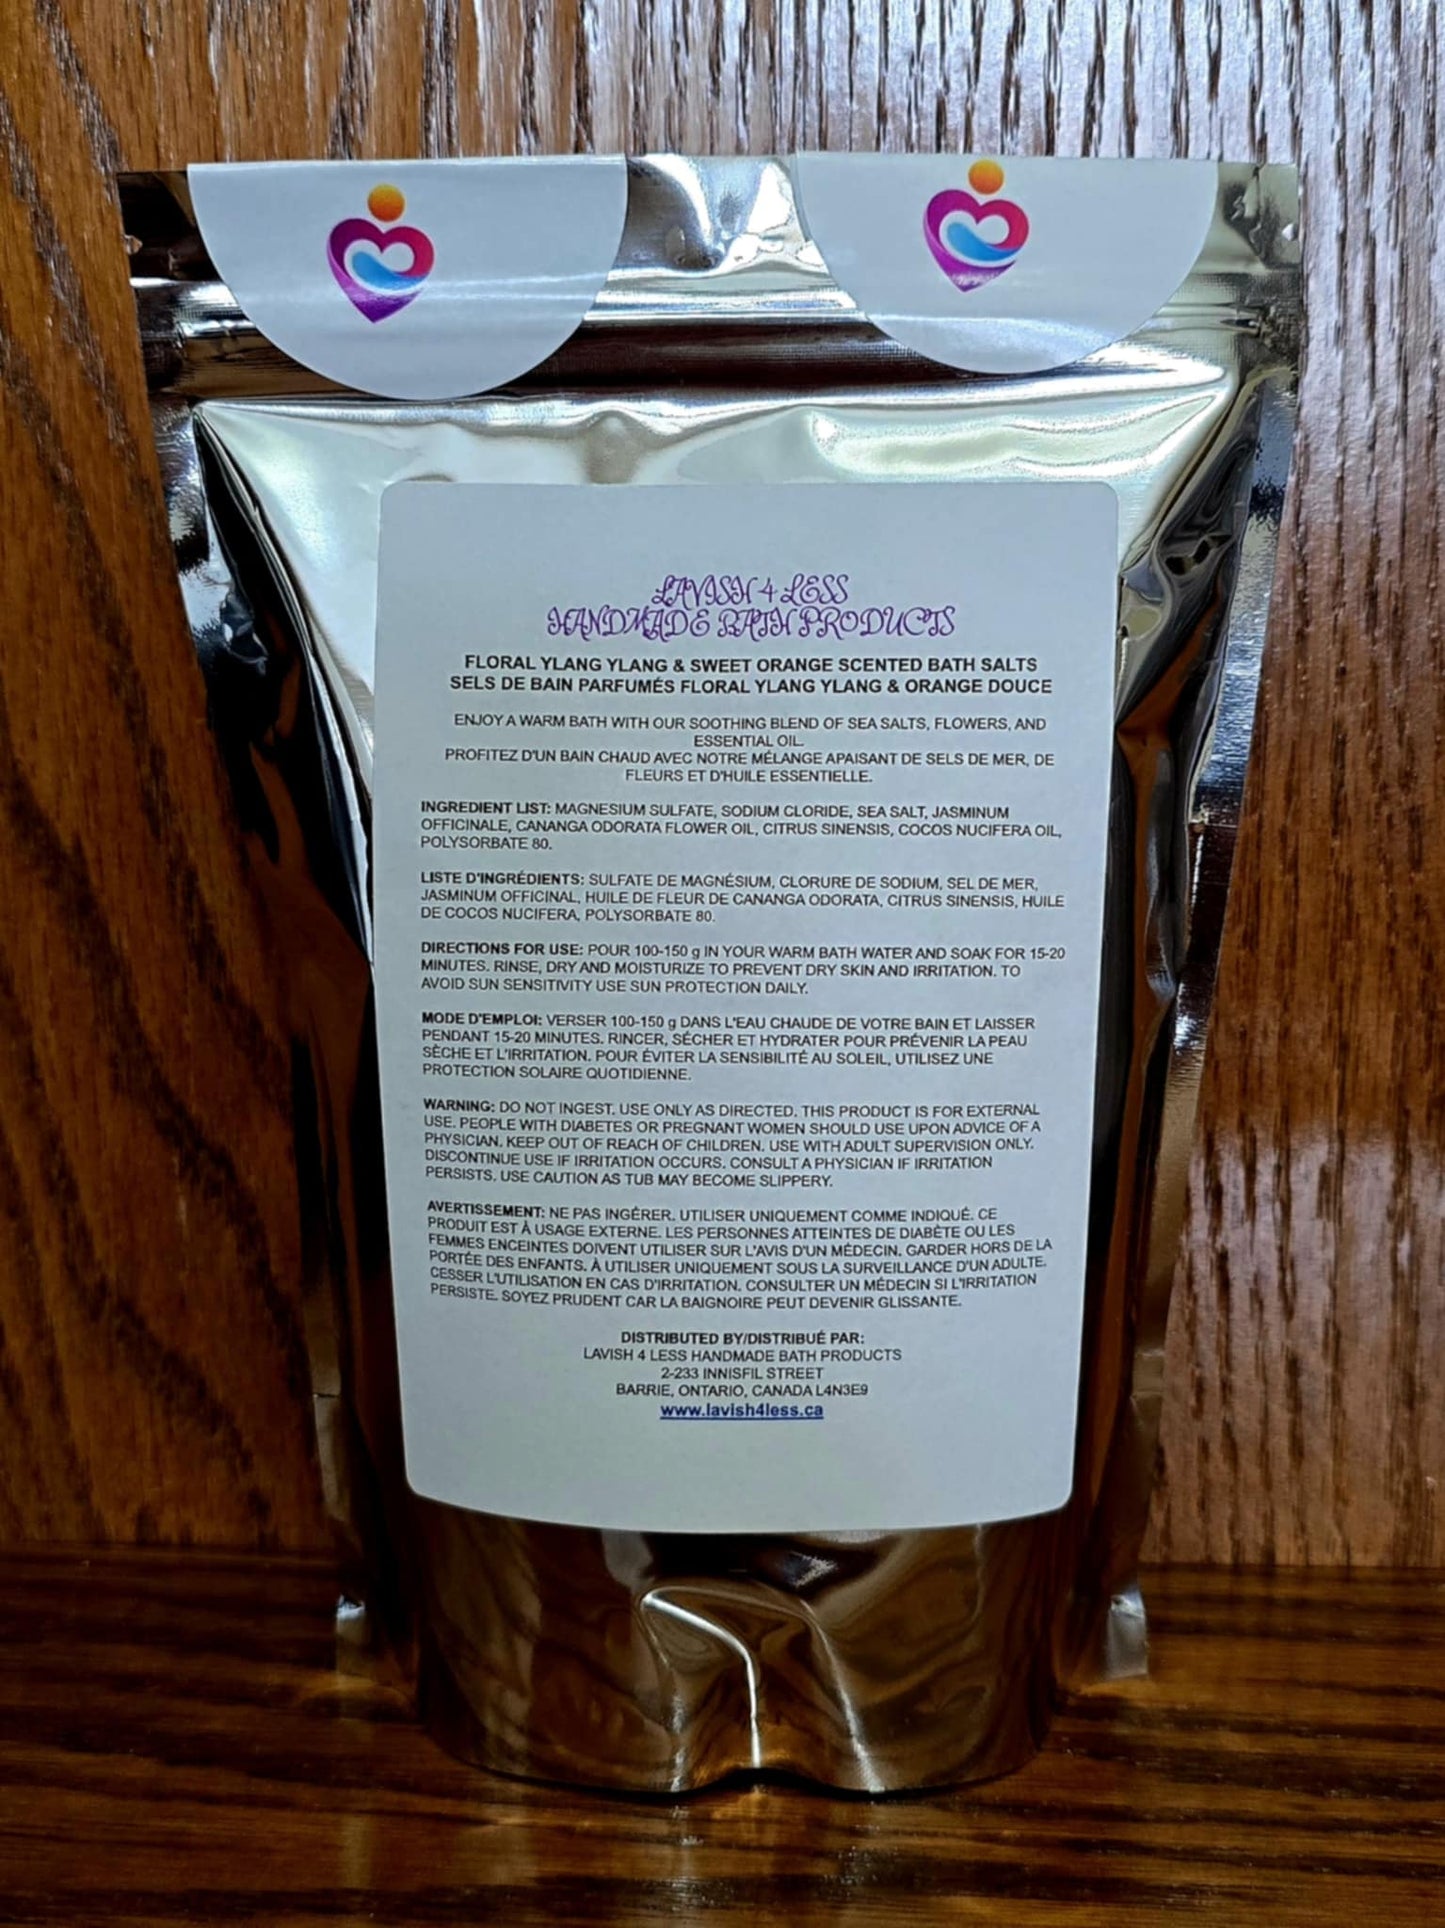 LAVISH 4 LESS
HANDMADE BATH PRODUCTS
FLORAL YLANG YLANG & SWEET ORANGE SCENTED BATH SALTS
SELS DE BAIN PARFUMÉS FLORAL YLANG YLANG & ORANGE DOUCE
ENJOY A WARM BATH WITH OUR SOOTHING BLEND OF SEA SALTS, FLOWERS, AND
ESSENTIAL OIL.
PROFITEZ D'UN BAIN CHAUD AVEC NOTRE MÉLANGE APAISANT DE SELS DE MER, DE
FLEURS ET D'HUILE ESSENTIELLE.
INGREDIENT LIST: MAGNESIUM SULFATE, SODIUM CLORIDE, SEA SALT, JASMINUM
OFFICINALE, CANANGA ODORATA FLOWER OIL, CITRUS SINENSIS, COCOS NUCIFERA OIL,
POLYSORBATE 80.
LISTE D'INGRÉDIENTS: SULFATE DE MAGNÉSIUM, CLORURE DE SODIUM, SEL DE MER,
JASMINUM OFFICINAL, HUILE DE FLEUR DE CANANGA ODORATA, CITRUS SINENSIS, HUILE
DE COCOS NUCIFERA, POLYSORBATE 80.
DIRECTIONS FOR USE: POUR 100-150 g IN YOUR WARM BATH WATER AND SOAK FOR 15-20
MINUTES. RINSE, DRY AND MOISTURIZE TO PREVENT DRY SKIN AND IRRITATION. TO
AVOID SUN SENSITIVITY USE SUN PROTECTION DAILY.
MODE D'EMPLOI: VERSER 100-150 g DANS L'EAU CHAUDE DE VOTRE BAIN ET LAISSER
PENDANT 15-20 MINUTES. RINCER, SÉCHER ET HYDRATER POUR PRÉVENIR LA PEAU
SÈCHE ET L'IRRITATION. POUR ÉVITER LA SENSIBILITÉ AU SOLEIL, UTILISEZ UNE
PROTECTION SOLAIRE QUOTIDIENNE.
WARNING: DO NOT INGEST. USE ONLY AS DIRECTED. THIS PRODUCT IS FOR EXTERNAL
USE. PEOPLE WITH DIABETES OR PREGNANT WOMEN SHOULD USE UPON ADVICE OF A
PHYSICIAN. KEEP OUT OF REACH OF CHILDREN. USE WITH ADULT SUPERVISION ONLY.
DISCONTINUE USE IF IRRITATION OCCURS. CONSULT A PHYSICIAN IF IRRITATION
PERSISTS. USE CAUTION AS TUB MAY BECOME SLIPPERY.
AVERTISSEMENT: NE PAS INGÉRER. UTILISER UNIQUEMENT COMME INDIQUÉ. CE
PRODUIT EST À USAGE EXTERNE. LES PERSONNES ATTEINTES DE DIABÈTE OU LES
FEMMES ENCEINTES DOIVENT UTILISER SUR L'AVIS D'UN MÉDECIN. GARDER HORS DE LA
PORTÉE DES ENFANTS. À UTILISER UNIQUEMENT SOUS LA SURVEILLANCE D'UN ADULTE.
CESSER L'UTILISATION EN CAS D'IRRITATION. CONSULTER UN MÉDECIN SI L'IRRITATION
PERSISTE. SOYEZ PRUDENT CAR LA BAIGNOIRE PEUT DEVENIR GLISSANTE.
DISTRIBUTED BY/DISTRIBUÉ PAR:
LAVISH 4 LESS HANDMADE BATH PRODUCTS
2-233 INNISFIL STREET
BARRIE, ONTARIO, CANADA L4N3E9
www.lavish4less.ca